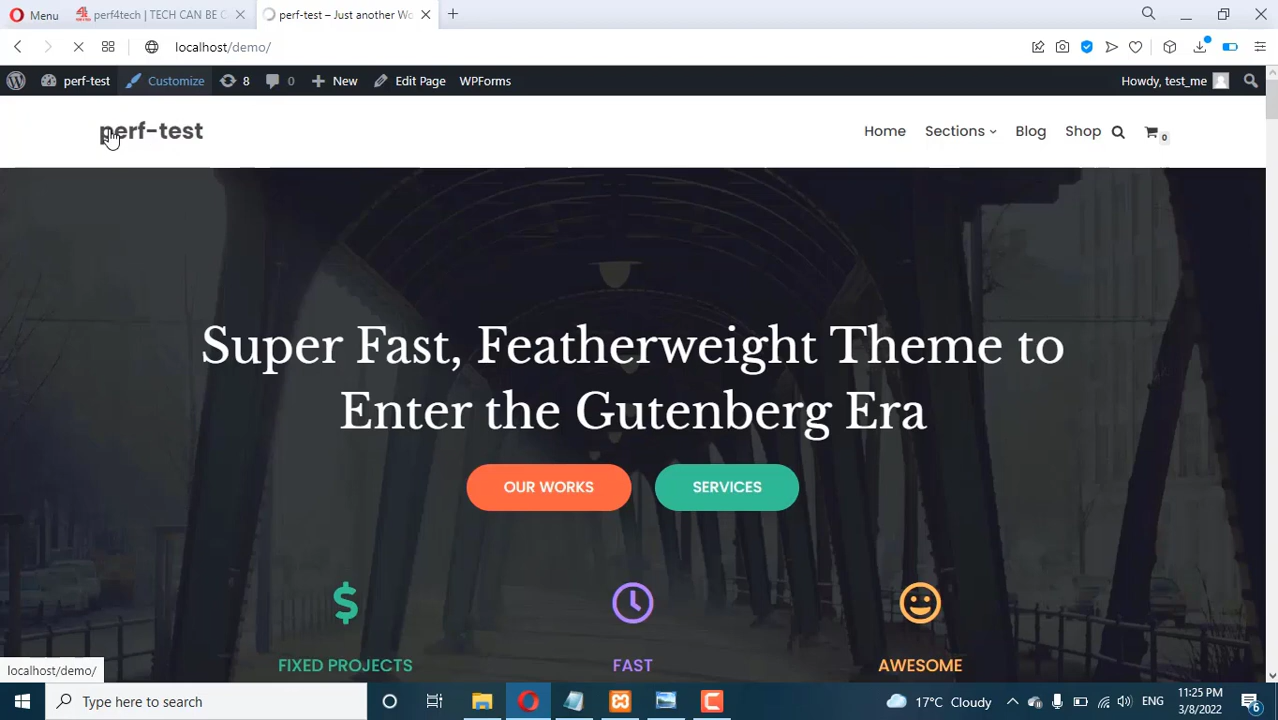 Menu
perf4tech | TECH CAN BE C
perf-test – Just another Wo
localhost/demo/
perf-test
Customize
8
0
New
Edit Page
WPForms
Howdy, test_me
perf-test
Home
Sections
Blog
Shop
0
Super Fast, Featherweight Theme to
Enter the Gutenberg Era
OUR WORKS
SERVICES
FIXED PROJECTS
FAST
AWESOME
localhost/demo/
Type here to search
17°C Cloudy
ENG
11:25 PM
3/8/2022
6